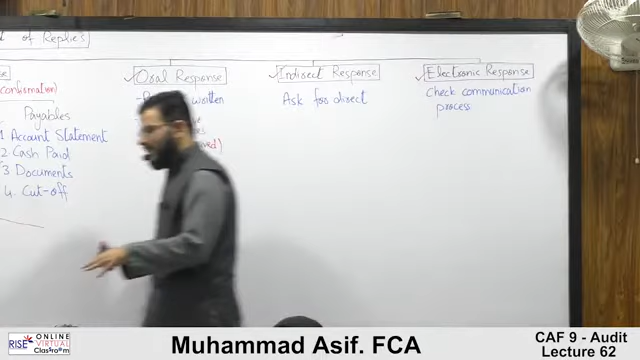 of Replies
(confirmation)
Payables
1 Account Statement
2 Cash Paid
3 Documents
4. Cut-off
Oral Response
written
Indirect Response
Ask for direct
Electronic Response
Check communication
process
RISE
ONLINE
VIRTUAL
Classroom
Muhammad Asif. FCA
CAF 9 - Audit
Lecture 62